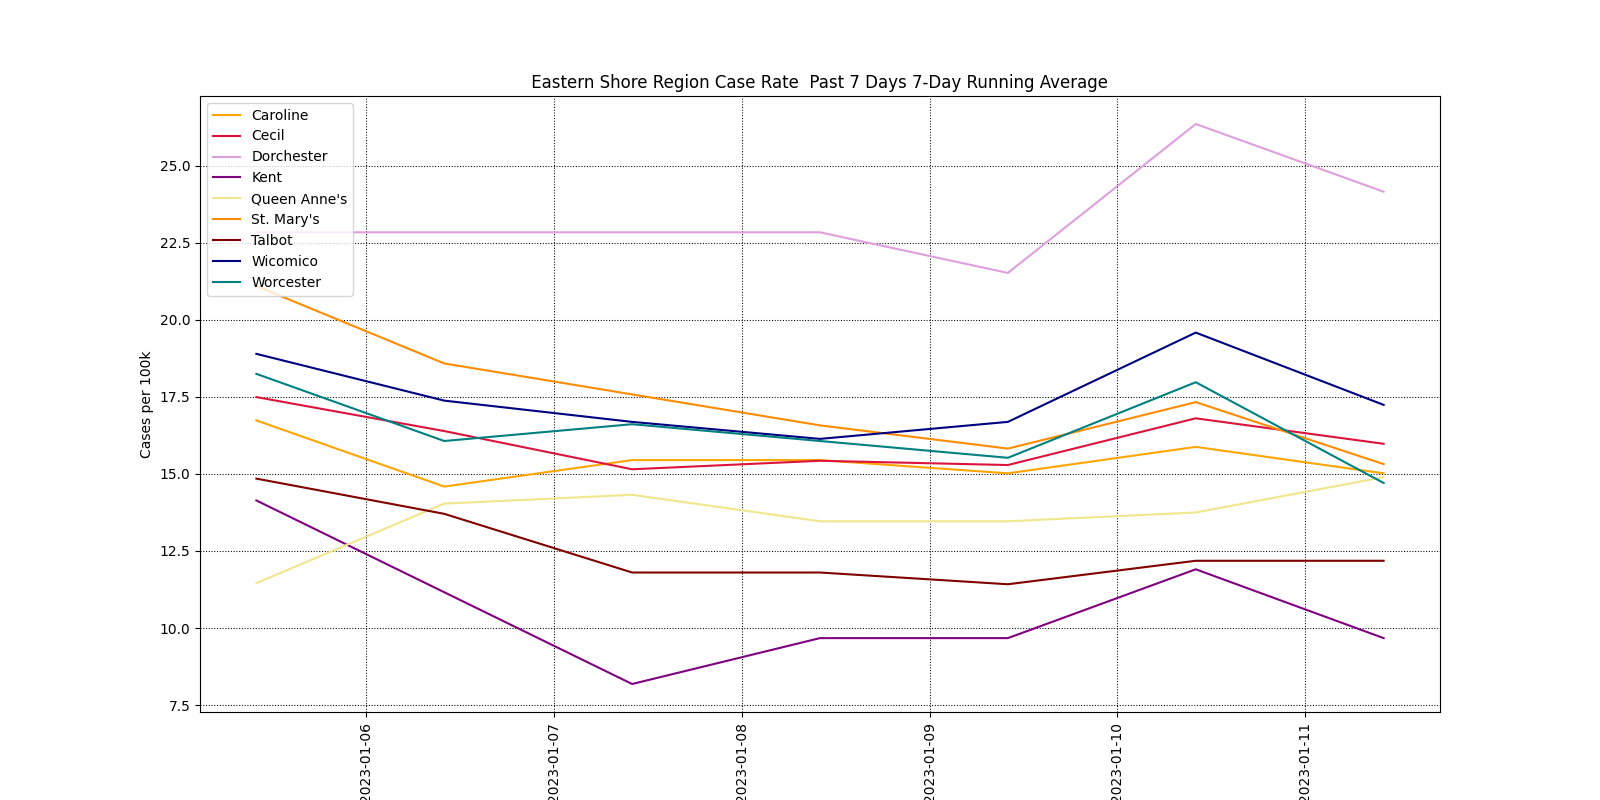 Eastern Shore Region Case Rate  Past 7 Days 7-Day Running Average
Caroline
Cecil
Dorchester
Kent
Queen Anne's
St. Mary's
Talbot
Wicomico
Worcester
Cases per 100k
25.0
22.5
20.0
17.5
15.0
12.5
10.0
7.5
2023-01-06
2023-01-07
2023-01-08
2023-01-09
2023-01-10
2023-01-11